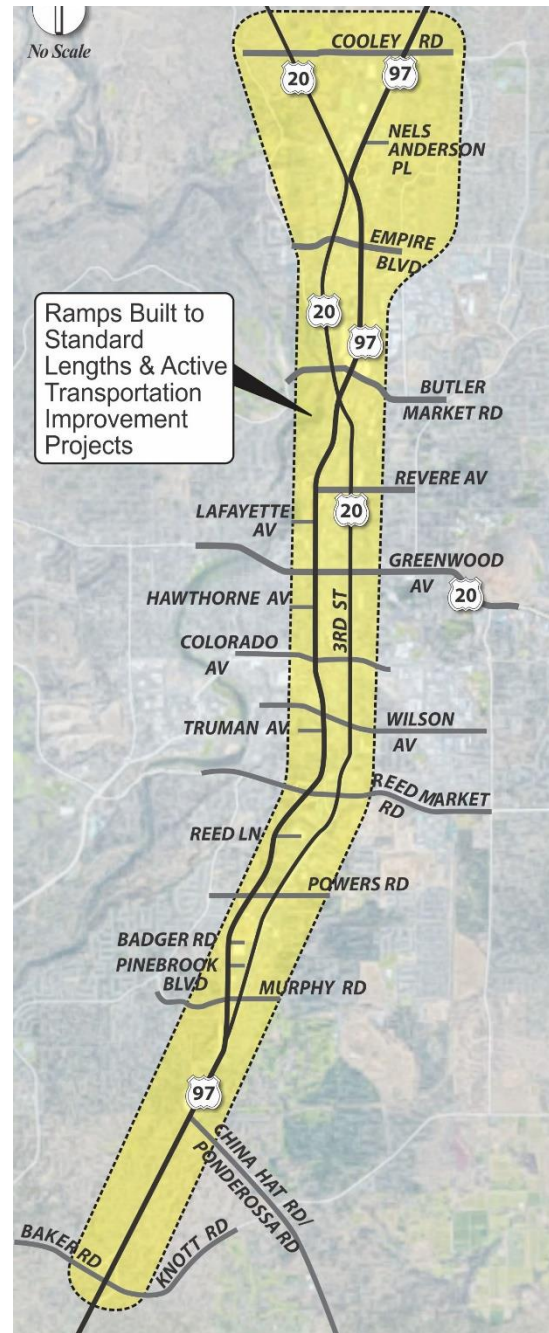 No Scale
COOLEY RD
20
97
NELS
ANDERSON
PL
EMPIRE
BLVD
20
97
Ramps Built to
Standard
Lengths & Active
Transportation
Improvement
Projects
BUTLER
MARKET RD
REVERE AV
20
LAFAYETTE
AV
GREENWOOD
AV
20
HAWTHORNE AV
3RD ST
COLORADO
AV
TRUMAN AV
WILSON
AV
REED MARKET
RD
REED LN
POWERS RD
BADGER RD
PINEBROOK
BLVD
MURPHY RD
97
CHINA HAT RD/
PONDEROSSA RD
BAKER RD
KNOTT RD